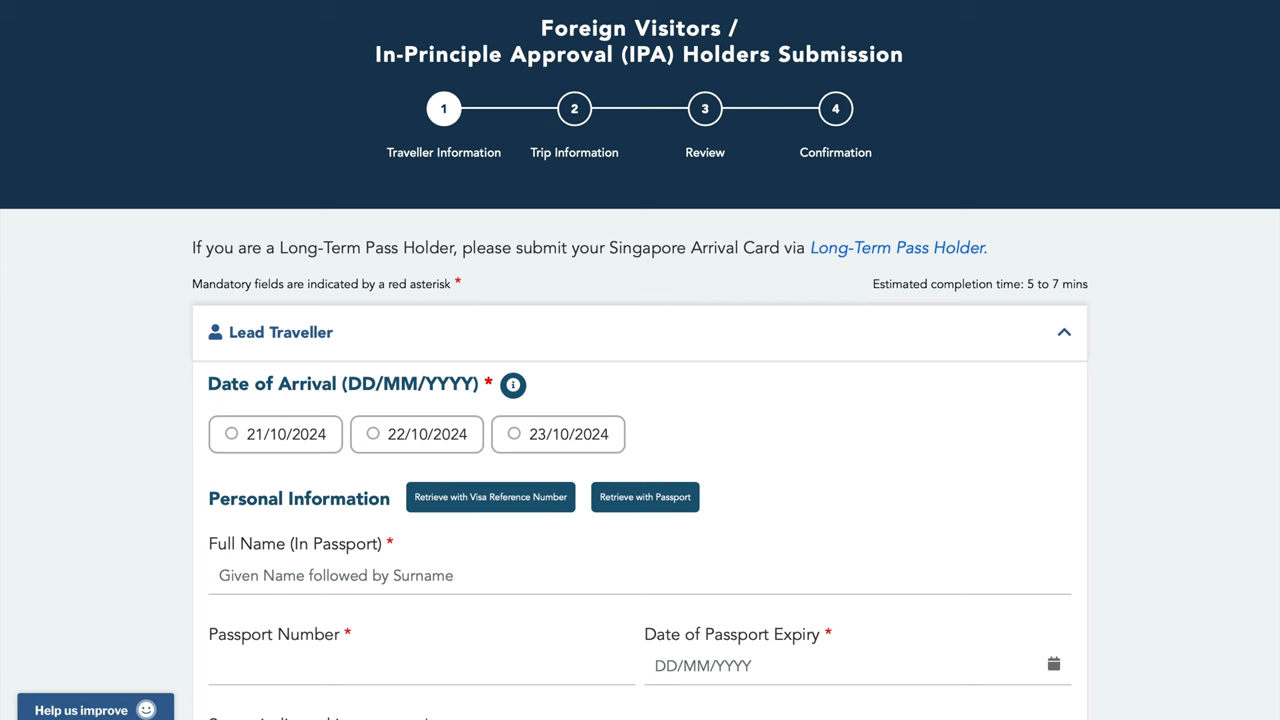 Foreign Visitors /
In-Principle Approval (IPA) Holders Submission
1 2 3 4
Traveller Information Trip Information Review Confirmation
If you are a Long-Term Pass Holder, please submit your Singapore Arrival Card via Long-Term Pass Holder.
Mandatory fields are indicated by a red asterisk * Estimated completion time: 5 to 7 mins
Lead Traveller
Date of Arrival (DD/MM/YYYY) * i
21/10/2024 22/10/2024 23/10/2024
Personal Information Retrieve with Visa Reference Number Retrieve with Passport
Full Name (In Passport) *
Given Name followed by Surname
Passport Number * Date of Passport Expiry *
DD/MM/YYYY
Help us improve